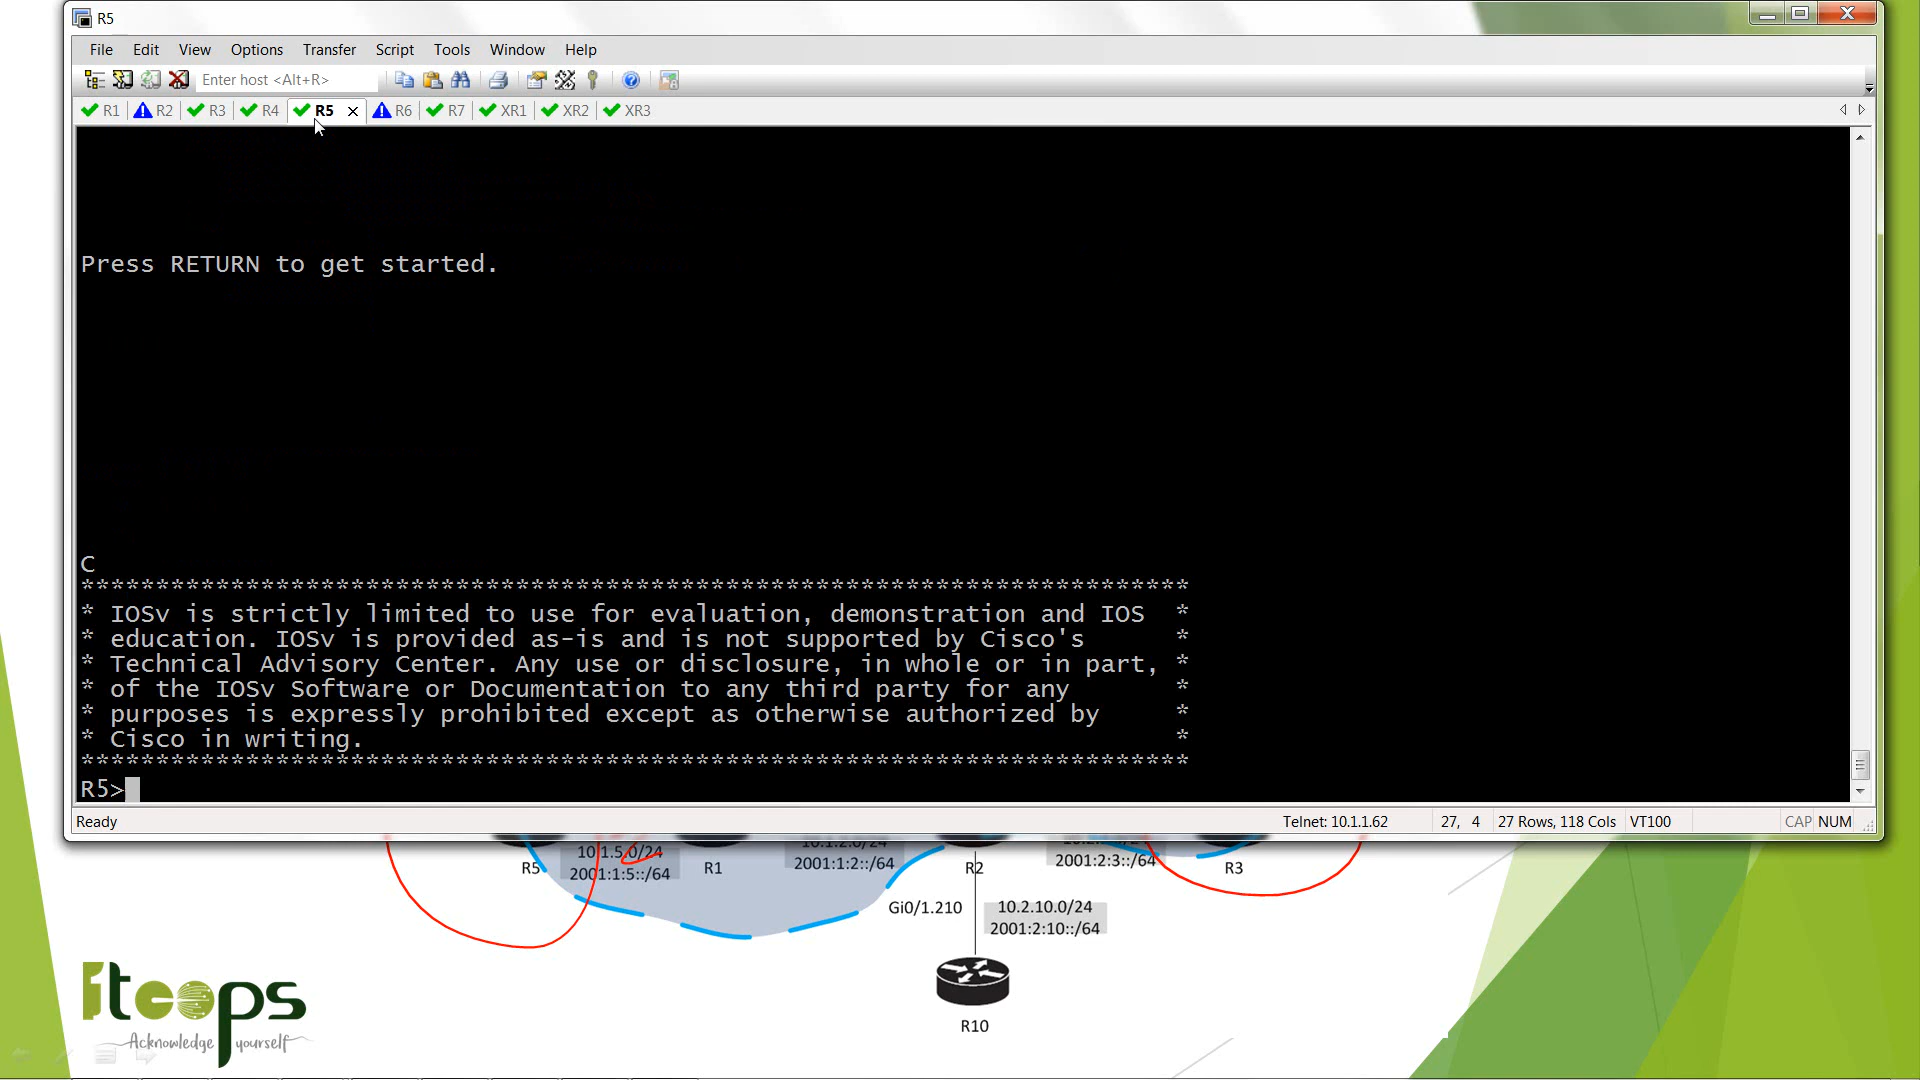 R5
File Edit View Options Transfer Script Tools Window Help
Enter host <Alt+R>
R1 R2 R3 R4 R5 R6 R7 XR1 XR2 XR3
Press RETURN to get started.
C
**************************************************************************
* IOSv is strictly limited to use for evaluation, demonstration and IOS  *
* education. IOSv is provided as-is and is not supported by Cisco's      *
* Technical Advisory Center. Any use or disclosure, in whole or in part, *
* of the IOSv Software or Documentation to any third party for any       *
* purposes is expressly prohibited except as otherwise authorized by     *
* Cisco in writing.                                                      *
**************************************************************************
R5>
Ready Telnet: 10.1.1.62 27, 4 27 Rows, 118 Cols VT100 CAP NUM
10.1.5.0/24 10.1.2.0/24
2001:1:5::/64 2001:1:2::/64 2001:2:3::/64
R5 R1 R2 R3
Gi0/1.210 10.2.10.0/24
2001:2:10::/64
R10
itcops
Acknowledge yourself